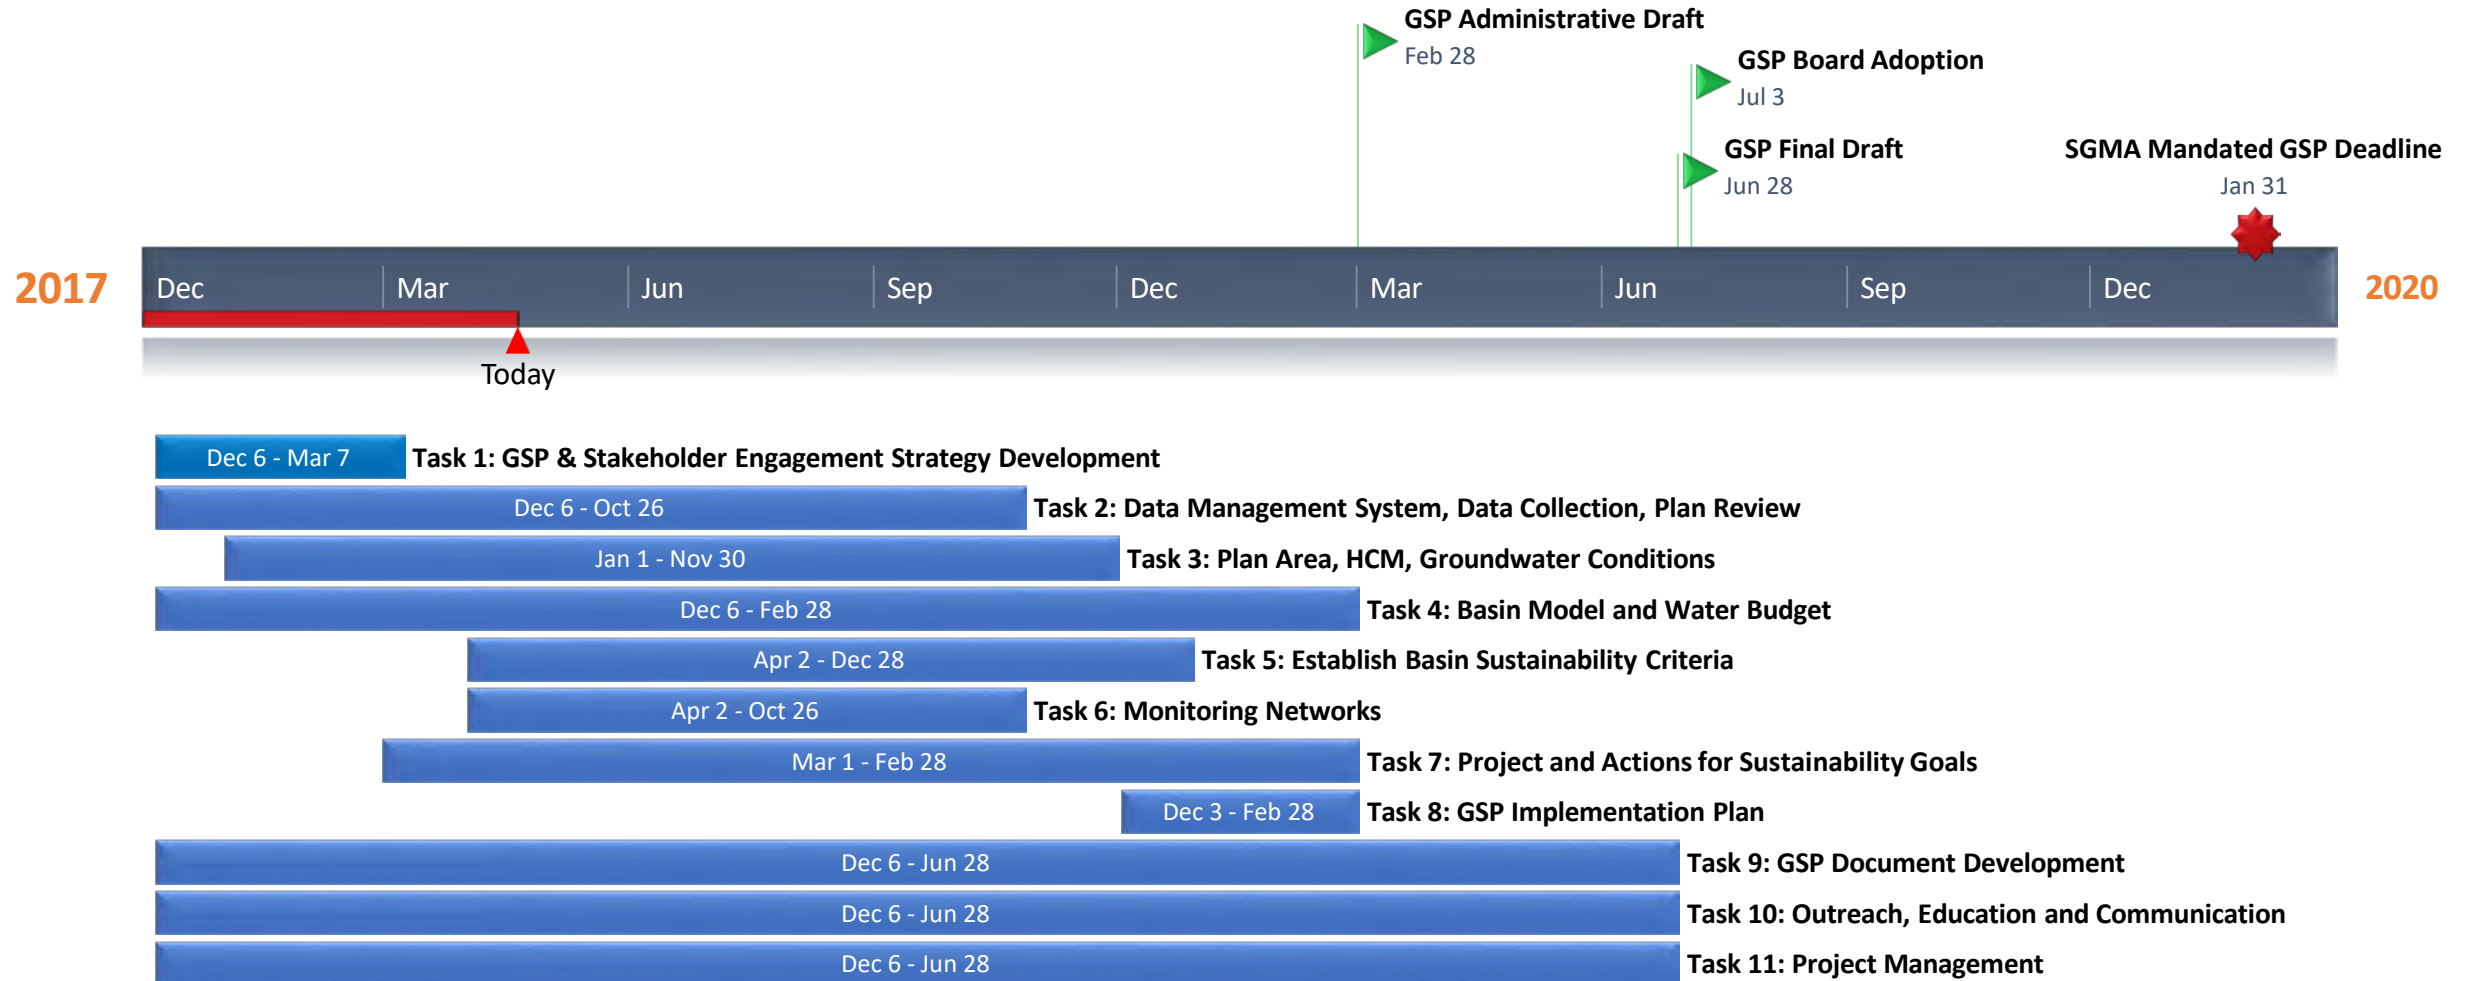 GSP Administrative Draft
Feb 28
GSP Board Adoption
Jul 3
GSP Final Draft
Jun 28
SGMA Mandated GSP Deadline
Jan 31
2017
Dec
Mar
Jun
Sep
Dec
Mar
Jun
Sep
Dec
2020
Today
Dec 6 - Mar 7
Task 1: GSP & Stakeholder Engagement Strategy Development
Dec 6 - Oct 26
Task 2: Data Management System, Data Collection, Plan Review
Jan 1 - Nov 30
Task 3: Plan Area, HCM, Groundwater Conditions
Dec 6 - Feb 28
Task 4: Basin Model and Water Budget
Apr 2 - Dec 28
Task 5: Establish Basin Sustainability Criteria
Apr 2 - Oct 26
Task 6: Monitoring Networks
Mar 1 - Feb 28
Task 7: Project and Actions for Sustainability Goals
Dec 3 - Feb 28
Task 8: GSP Implementation Plan
Dec 6 - Jun 28
Task 9: GSP Document Development
Dec 6 - Jun 28
Task 10: Outreach, Education and Communication
Dec 6 - Jun 28
Task 11: Project Management